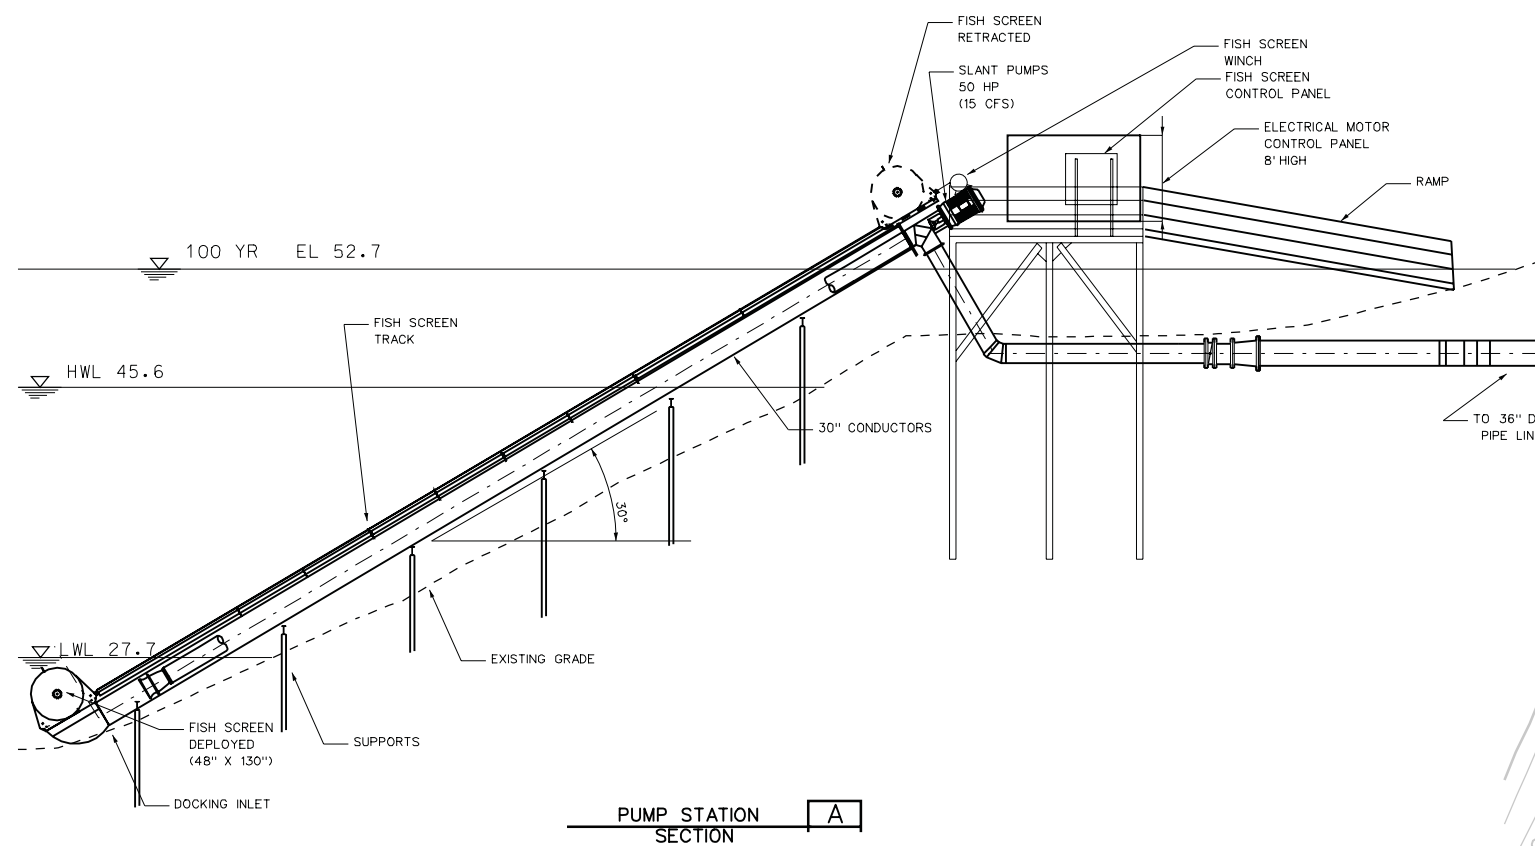 FISH SCREEN
RETRACTED
FISH SCREEN
WINCH
SLANT PUMPS
50 HP
(15 CFS)
FISH SCREEN
CONTROL PANEL
ELECTRICAL MOTOR
CONTROL PANEL
8' HIGH
RAMP
100 YR EL 52.7
FISH SCREEN
TRACK
HWL 45.6
30" CONDUCTORS
TO 36" D
PIPE LIN
30°
LWL 27.7
EXISTING GRADE
FISH SCREEN
DEPLOYED
(48" X 130")
SUPPORTS
DOCKING INLET
PUMP STATION A
SECTION